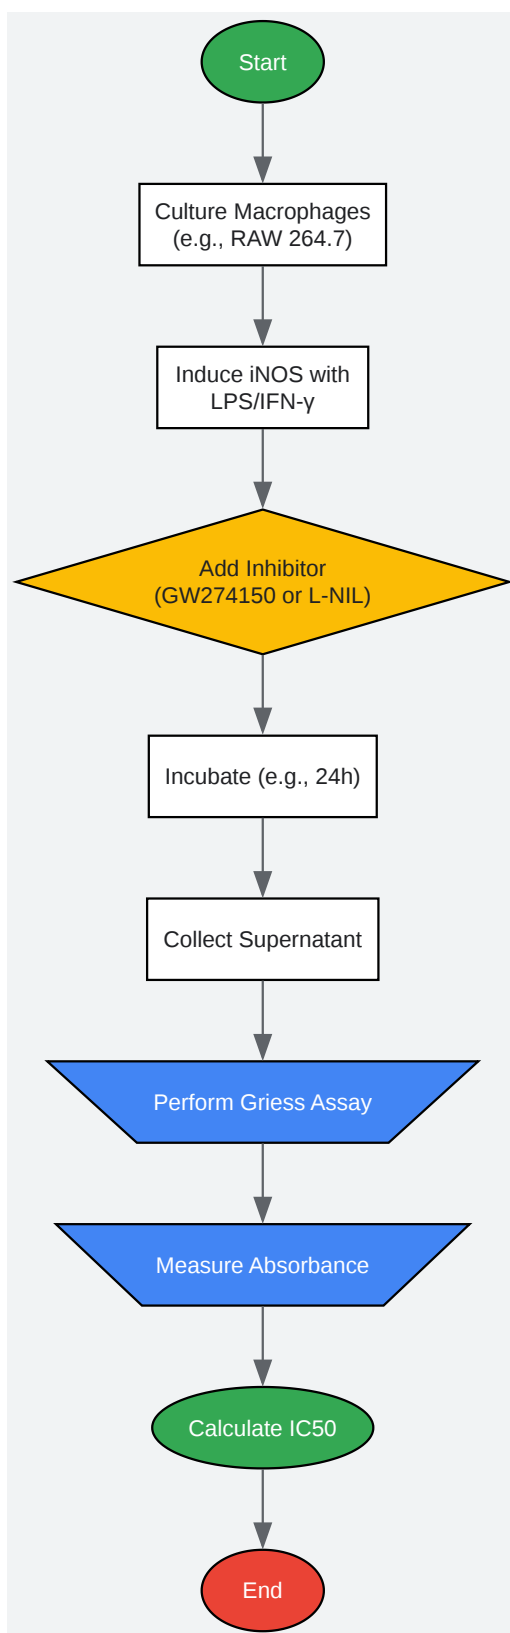 Start
Culture Macrophages
(e.g., RAW 264.7)
Induce iNOS with
LPS/IFN-γ
Add Inhibitor
(GW274150 or L-NIL)
Incubate (e.g., 24h)
Collect Supernatant
Perform Griess Assay
Measure Absorbance
Calculate IC50
End